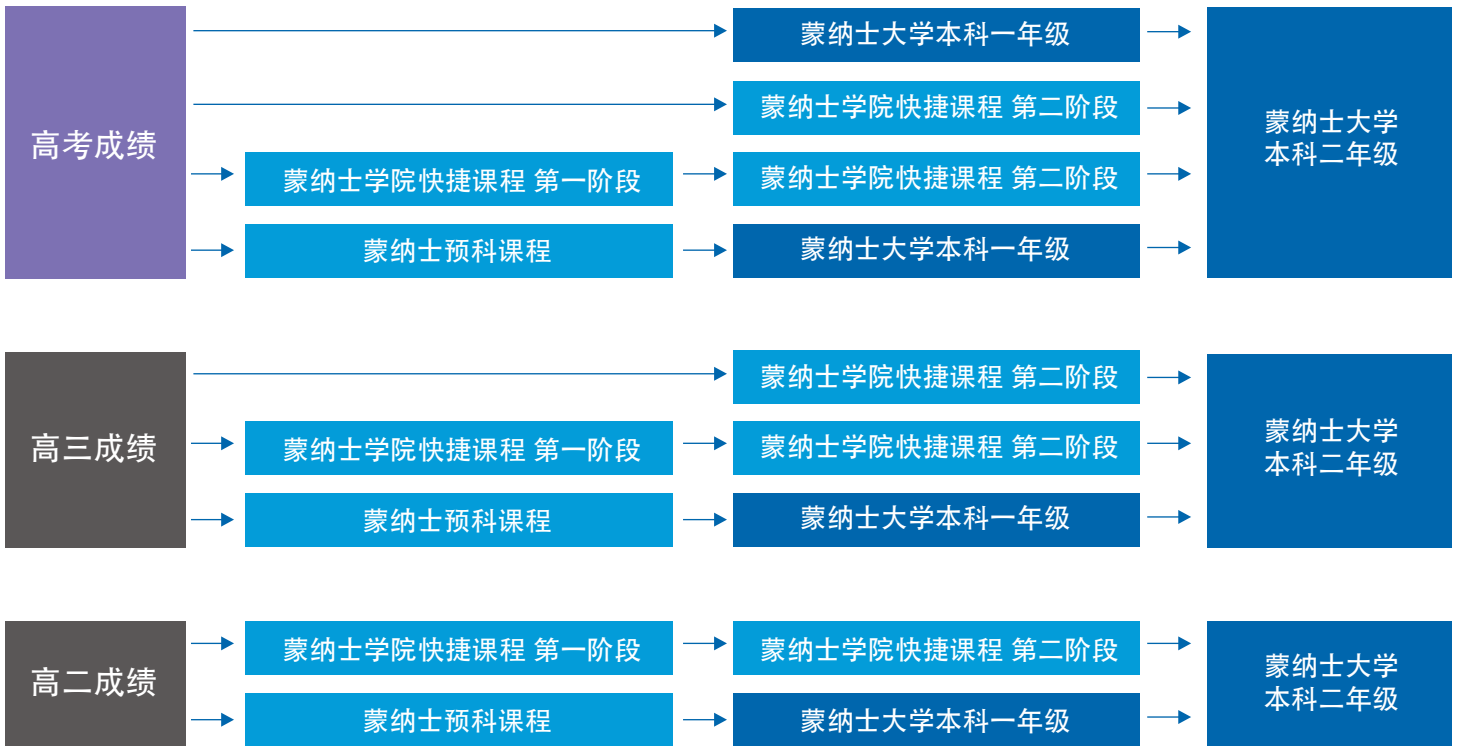 蒙纳士大学本科一年级
蒙纳士学院快捷课程 第二阶段
高考成绩
蒙纳士学院快捷课程 第一阶段
蒙纳士学院快捷课程 第二阶段
蒙纳士预科课程
蒙纳士大学本科一年级
蒙纳士大学
本科二年级
蒙纳士学院快捷课程 第二阶段
高三成绩
蒙纳士学院快捷课程 第一阶段
蒙纳士学院快捷课程 第二阶段
蒙纳士预科课程
蒙纳士大学本科一年级
蒙纳士大学
本科二年级
高二成绩
蒙纳士学院快捷课程 第一阶段
蒙纳士学院快捷课程 第二阶段
蒙纳士预科课程
蒙纳士大学本科一年级
蒙纳士大学
本科二年级